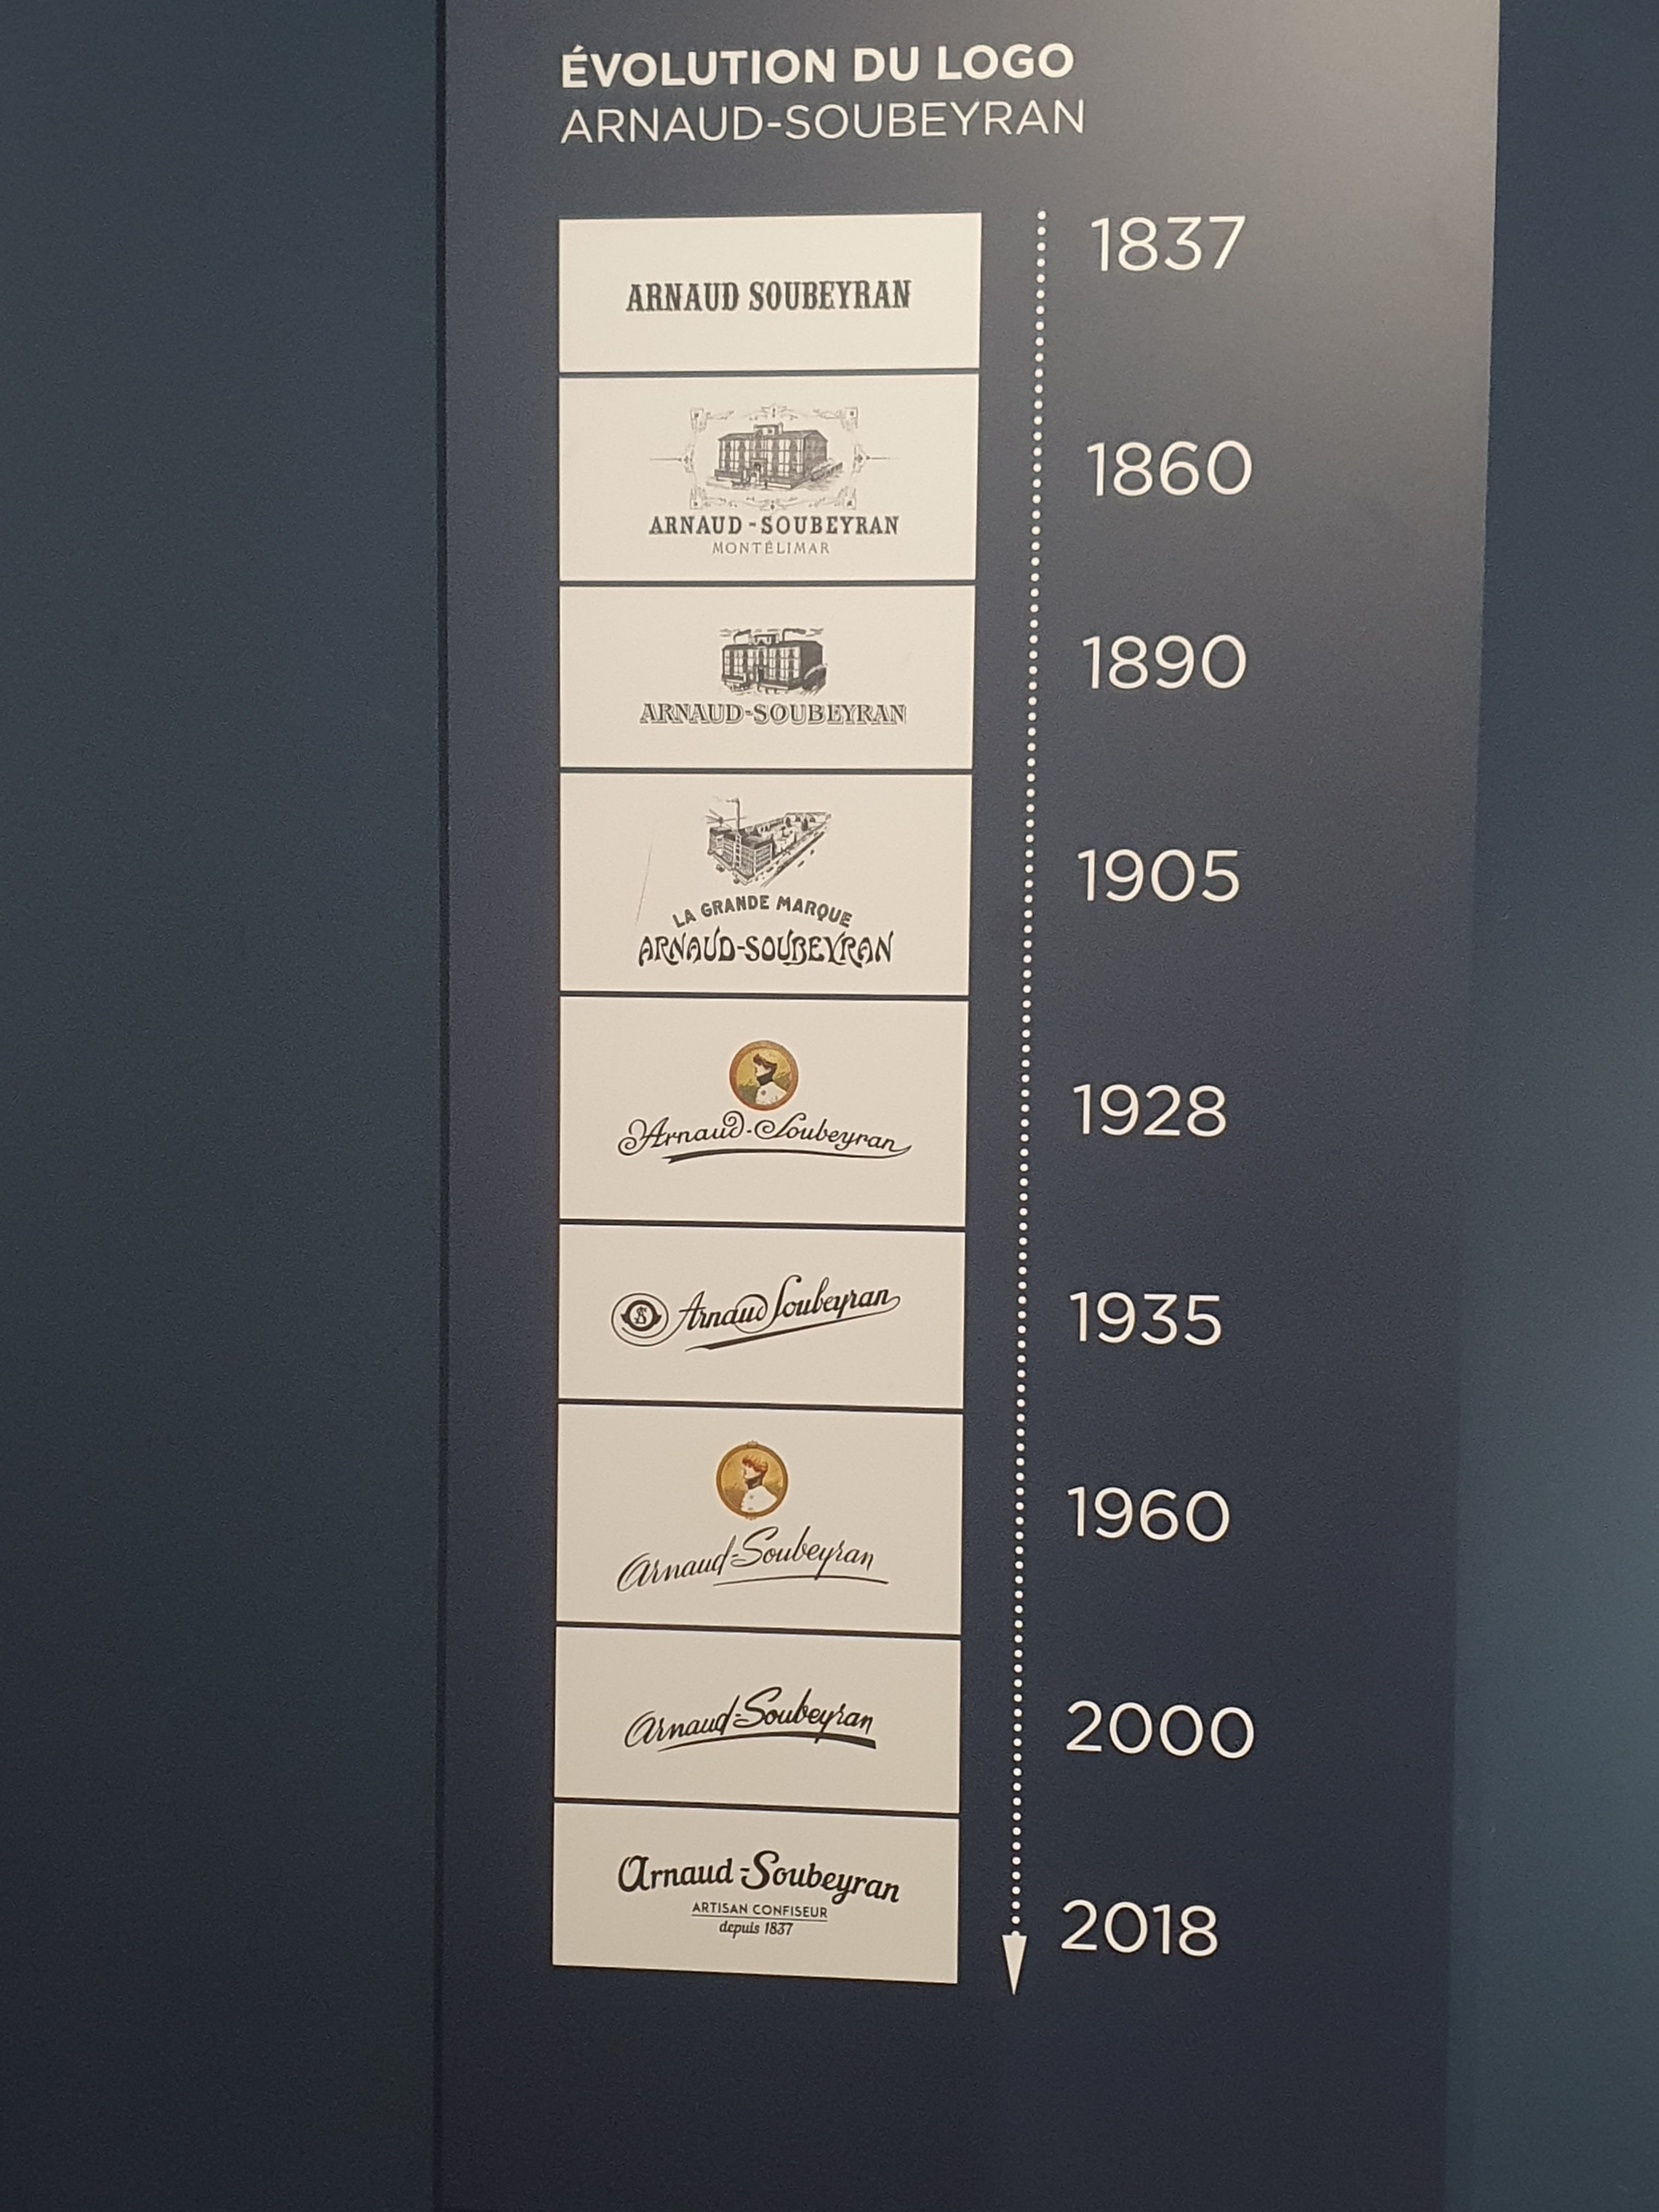 ÉVOLUTION DU LOGO
ARNAUD-SOUBEYRAN
ARNAUD SOUBEYRAN
1837
ARNAUD-SOUBEYRAN
MONTÉLIMAR
1860
ARNAUD-SOUBEYRAN
1890
LA GRANDE MARQUE
ARNAUD-SOUBEYRAN
1905
Arnaud-Soubeyran
1928
AS
Arnaud Soubeyran
1935
Arnaud-Soubeyran
1960
Arnaud-Soubeyran
2000
Arnaud-Soubeyran
ARTISAN CONFISEUR
depuis 1837
2018